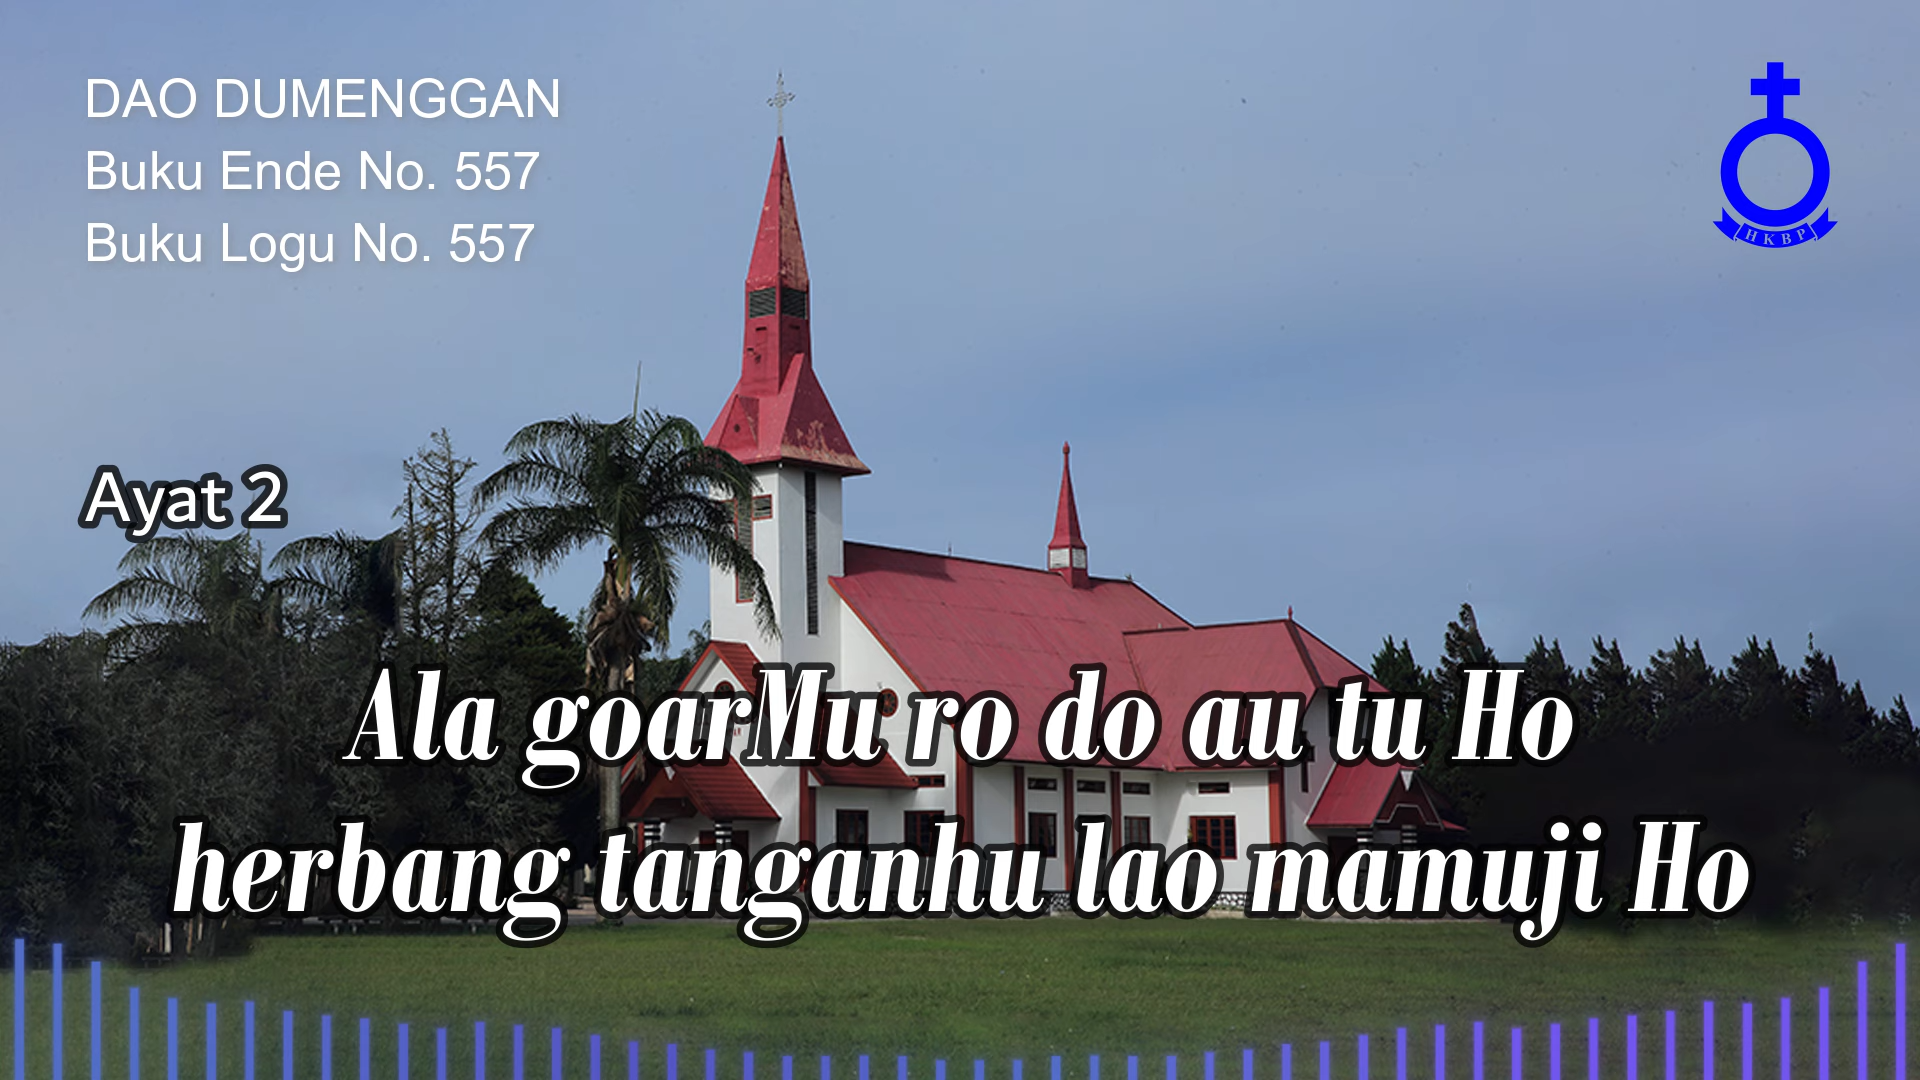 DAO DUMENGGAN
Buku Ende No. 557
Buku Logu No. 557
HKBP
Ayat 2
Ala goarMu ro do au tu Ho
herbang tanganhu lao mamuji Ho